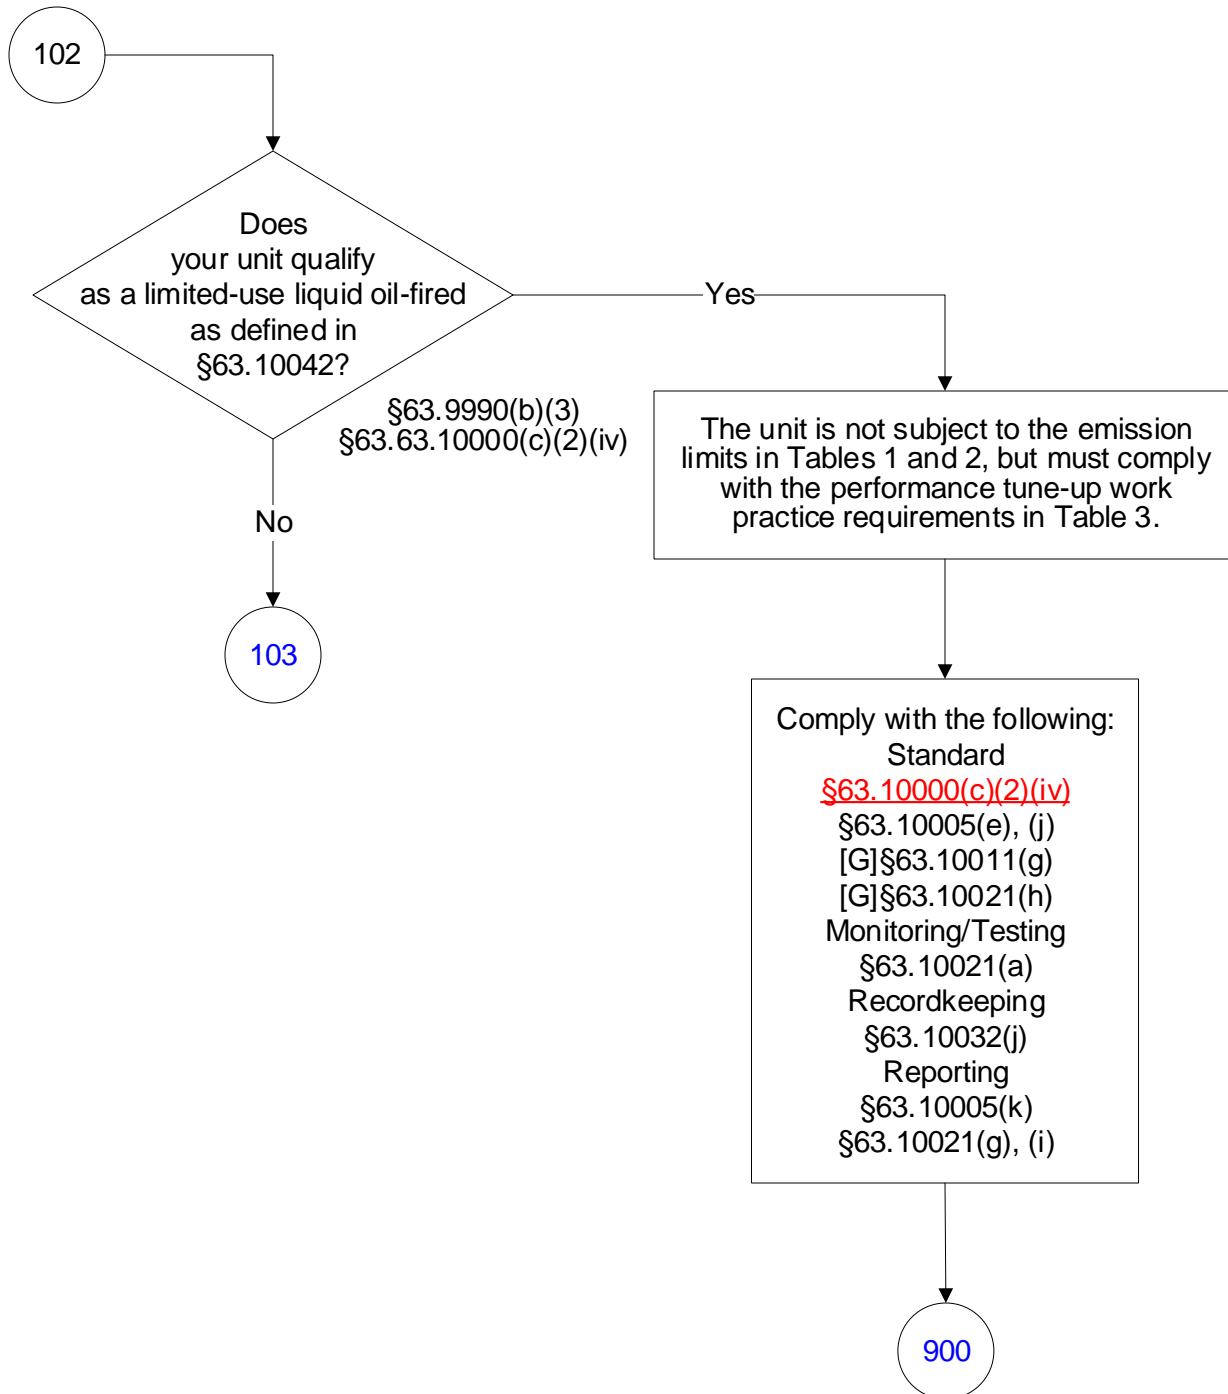 102
Does
your unit qualify
as a limited-use liquid oil-fired
as defined in
§63.10042?
Yes
§63.9990(b)(3)
§63.63.10000(c)(2)(iv)
No
103
The unit is not subject to the emission
limits in Tables 1 and 2, but must comply
with the performance tune-up work
practice requirements in Table 3.
Comply with the following:
Standard
§63.10000(c)(2)(iv)
§63.10005(e), (j)
[G]§63.10011(g)
[G]§63.10021(h)
Monitoring/Testing
§63.10021(a)
Recordkeeping
§63.10032(j)
Reporting
§63.10005(k)
§63.10021(g), (i)
900